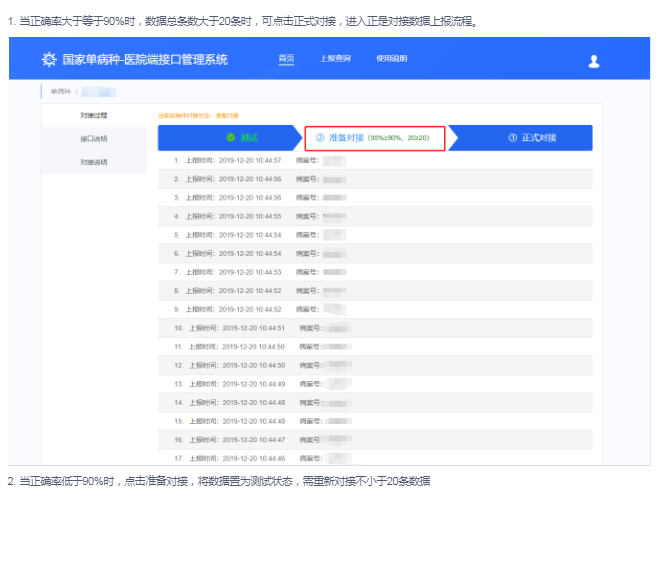 1. 当正确率大于等于90%时，数据总条数大于20条时，可点击正式对接，进入正是对接数据上报流程。
国家单病种-医院端接口管理系统 首页 上报查询 使用说明
单病种 /
对接过程
接口说明
对接说明
当前该病种对接状态：准备对接
测试 ② 准备对接 (95%≥90%，20≥20) ③ 正式对接
1. 上报时间：2019-12-20 10:44:57 病案号：
2. 上报时间：2019-12-20 10:44:56 病案号：
3. 上报时间：2019-12-20 10:44:56 病案号：
4. 上报时间：2019-12-20 10:44:55 病案号：
5. 上报时间：2019-12-20 10:44:54 病案号：
6. 上报时间：2019-12-20 10:44:54 病案号：
7. 上报时间：2019-12-20 10:44:53 病案号：
8. 上报时间：2019-12-20 10:44:52 病案号：
9. 上报时间：2019-12-20 10:44:52 病案号：
10. 上报时间：2019-12-20 10:44:51 病案号：
11. 上报时间：2019-12-20 10:44:50 病案号：
12. 上报时间：2019-12-20 10:44:50 病案号：
13. 上报时间：2019-12-20 10:44:49 病案号：
14. 上报时间：2019-12-20 10:44:48 病案号：
15. 上报时间：2019-12-20 10:44:48 病案号：
16. 上报时间：2019-12-20 10:44:47 病案号：
17. 上报时间：2019-12-20 10:44:46 病案号：
2. 当正确率低于90%时，点击准备对接，将数据置为测试状态，需重新对接不小于20条数据